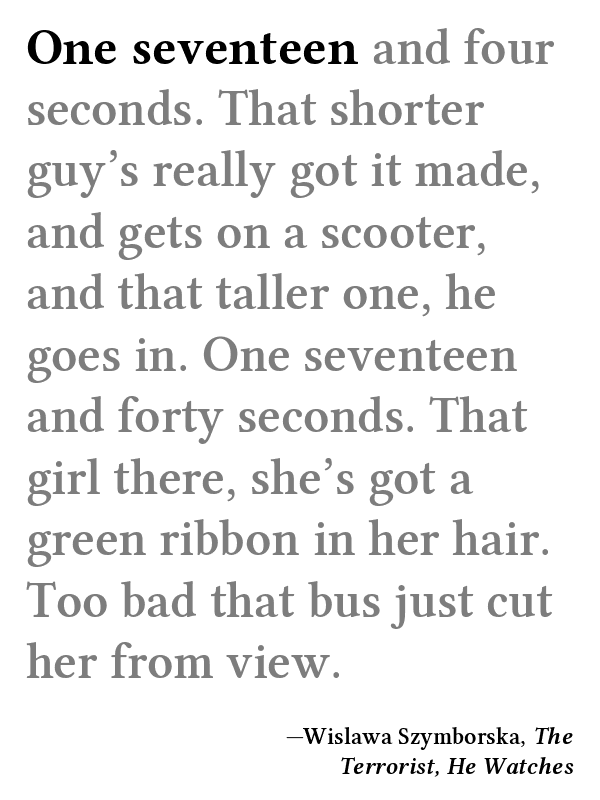 One seventeen and four
seconds. That shorter
guy’s really got it made,
and gets on a scooter,
and that taller one, he
goes in. One seventeen
and forty seconds. That
girl there, she’s got a
green ribbon in her hair.
Too bad that bus just cut
her from view.
—Wislawa Szymborska, The
Terrorist, He Watches